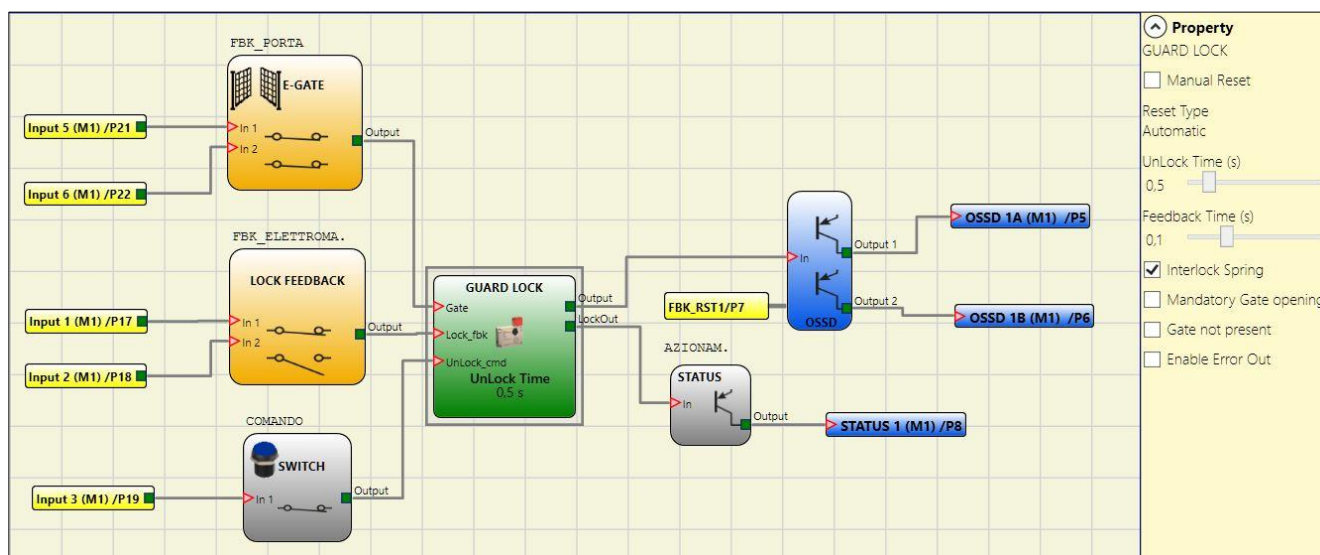 FBK_PORTA
E-GATE
Input 5 (M1) /P21
In 1
In 2
Output
Input 6 (M1) /P22
FBK_ELETTROMA.
LOCK FEEDBACK
Input 1 (M1) /P17
In 1
In 2
Output
Input 2 (M1) /P18
COMANDO
SWITCH
Input 3 (M1) /P19
In 1
Output
GUARD LOCK
Gate
Lock_fbk
UnLock_cmd
Output
LockOut
UnLock Time
0,5 s
FBK_RST1/P7
In
Output 1
Output 2
OSSD
OSSD 1A (M1) /P5
OSSD 1B (M1) /P6
AZIONAM.
STATUS
In
Output
STATUS 1 (M1) /P8
Property
GUARD LOCK
Manual Reset
Reset Type
Automatic
UnLock Time (s)
0,5
Feedback Time (s)
0,1
Interlock Spring
Mandatory Gate opening
Gate not present
Enable Error Out